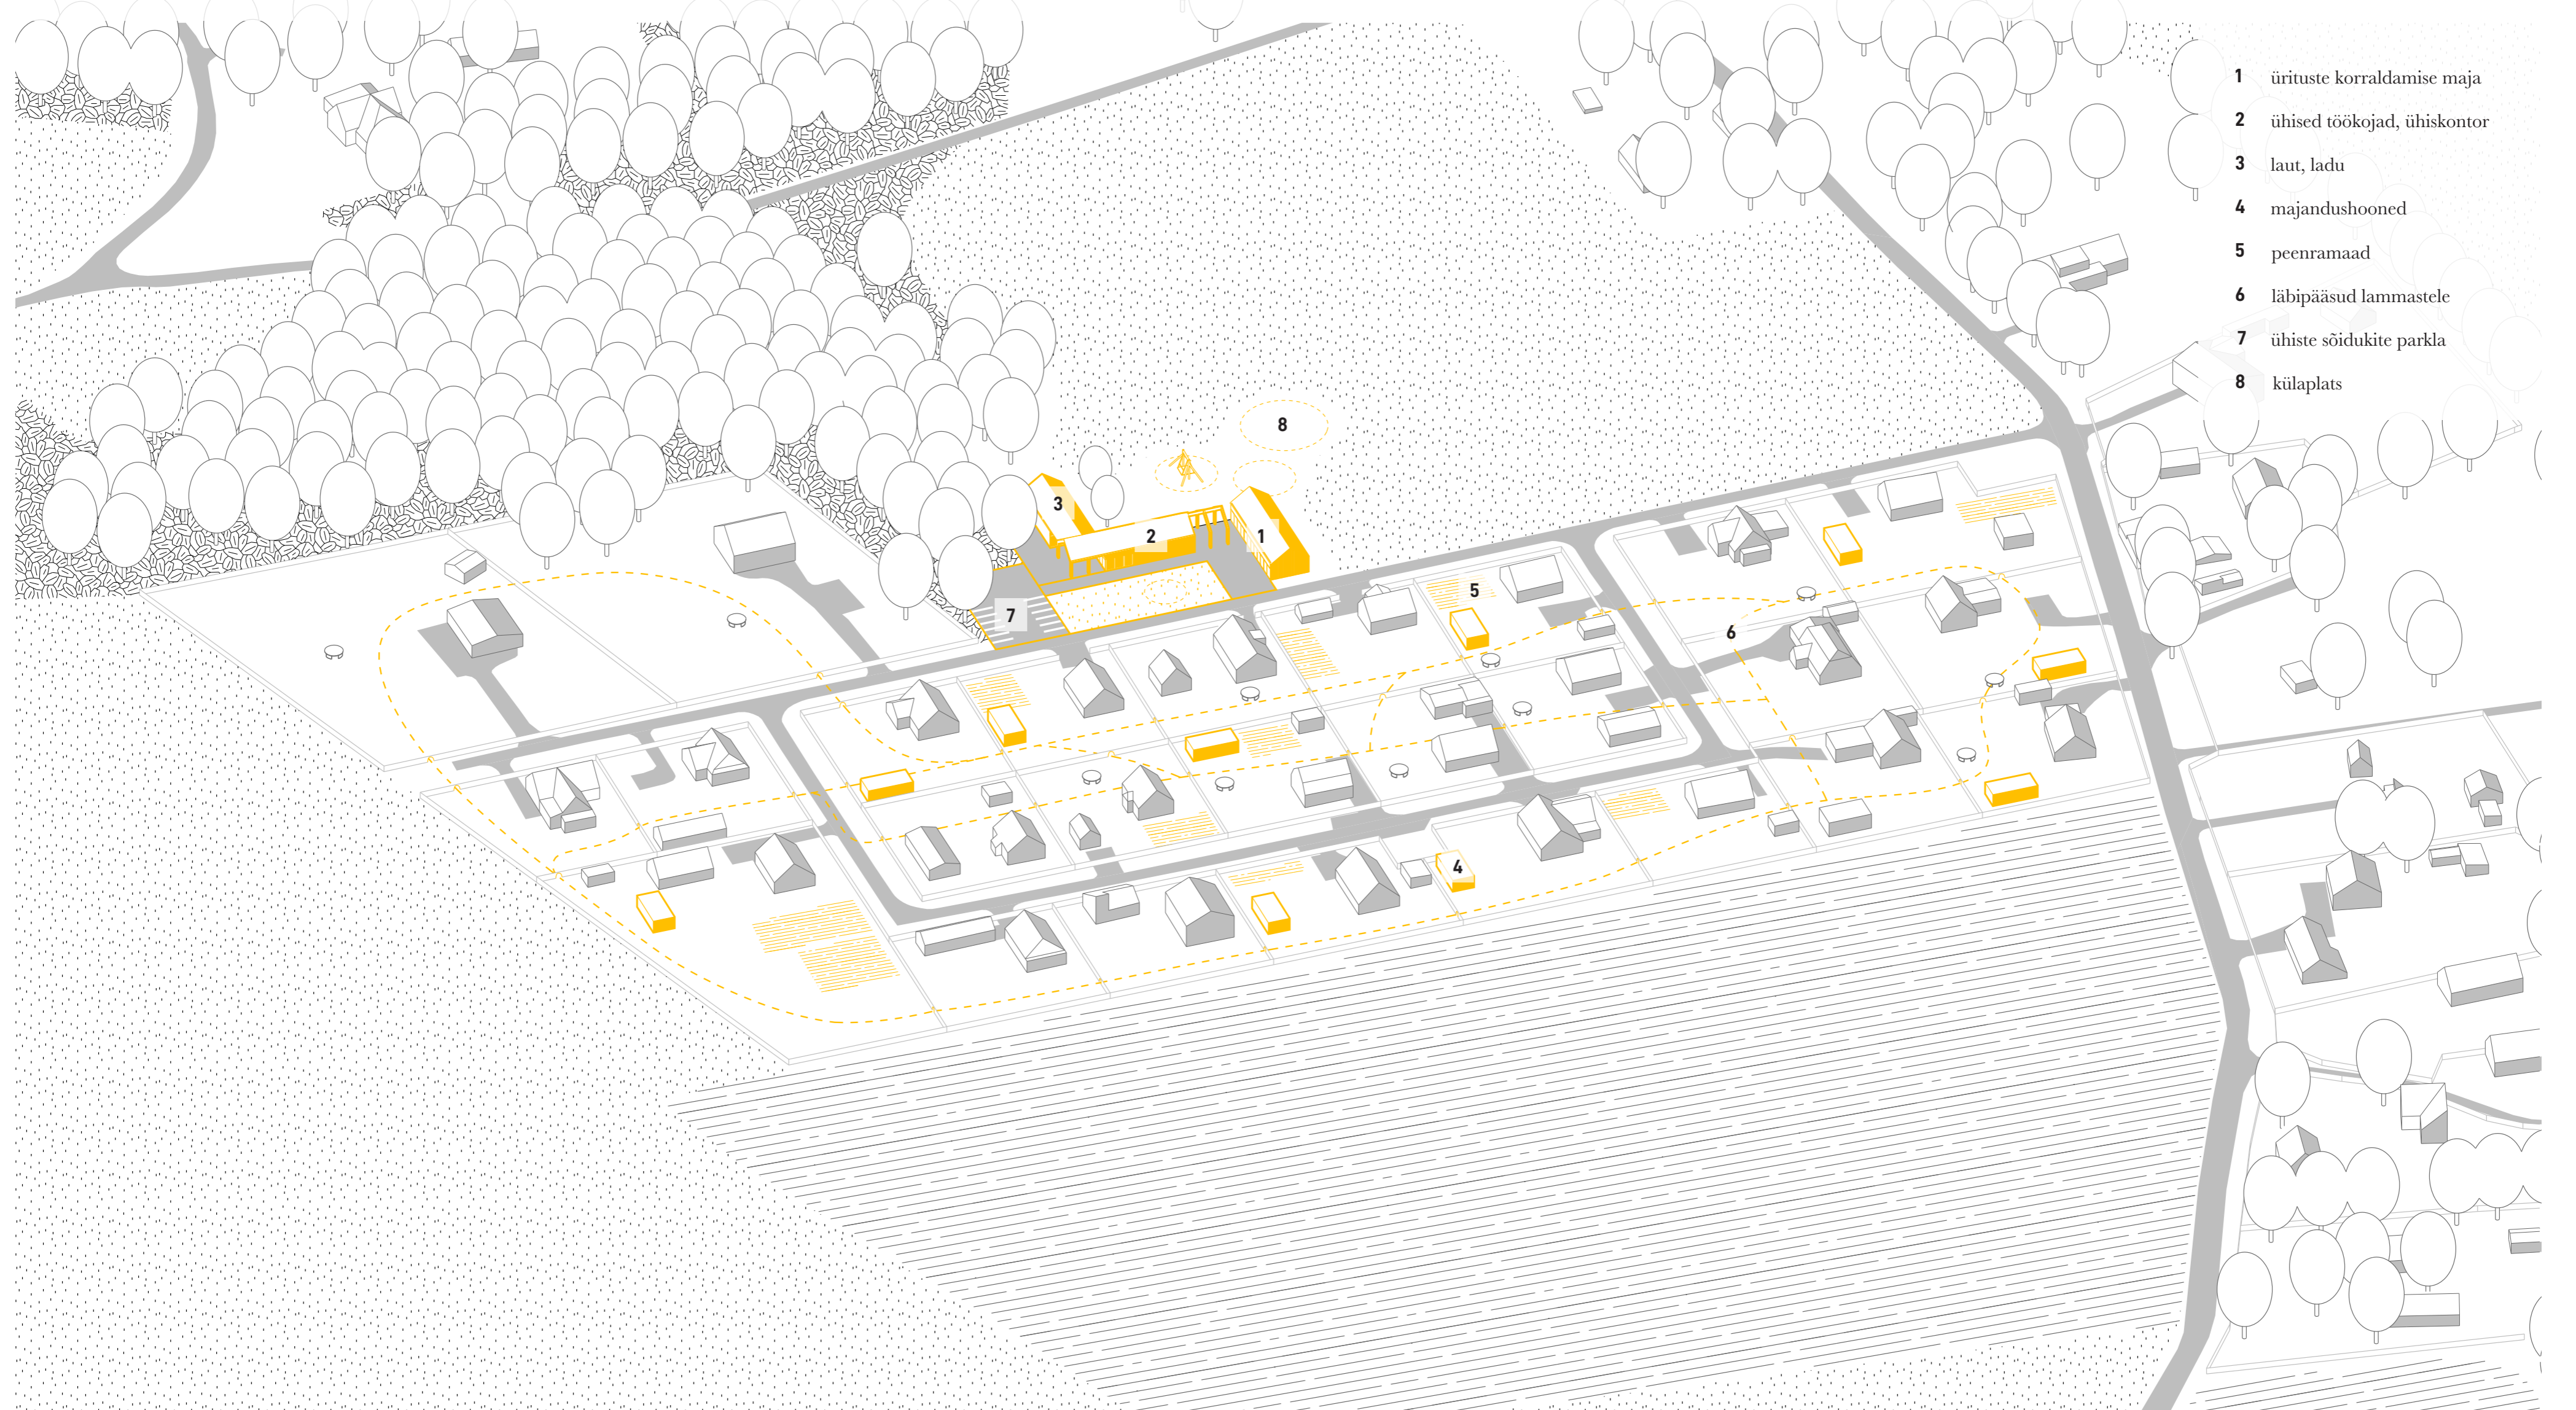 1 ürituste korraldamise maja
2 ühised töökojad, ühiskontor
3 laut, ladu
4 majandushooned
5 peenramaad
6 läbipääsud lammastele
7 ühiste sõidukite parkla
8 külaplats
8
3
2
1
5
7
6
4